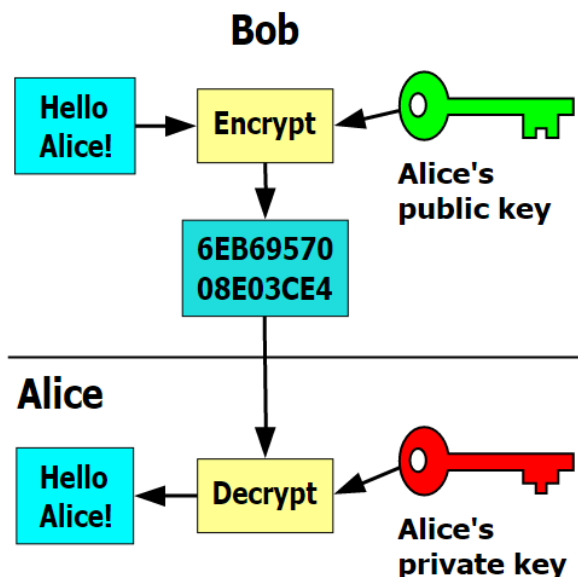 Bob
Hello
Alice!
Encrypt
Alice's
public key
6EB69570
08E03CE4
Alice
Hello
Alice!
Decrypt
Alice's
private key